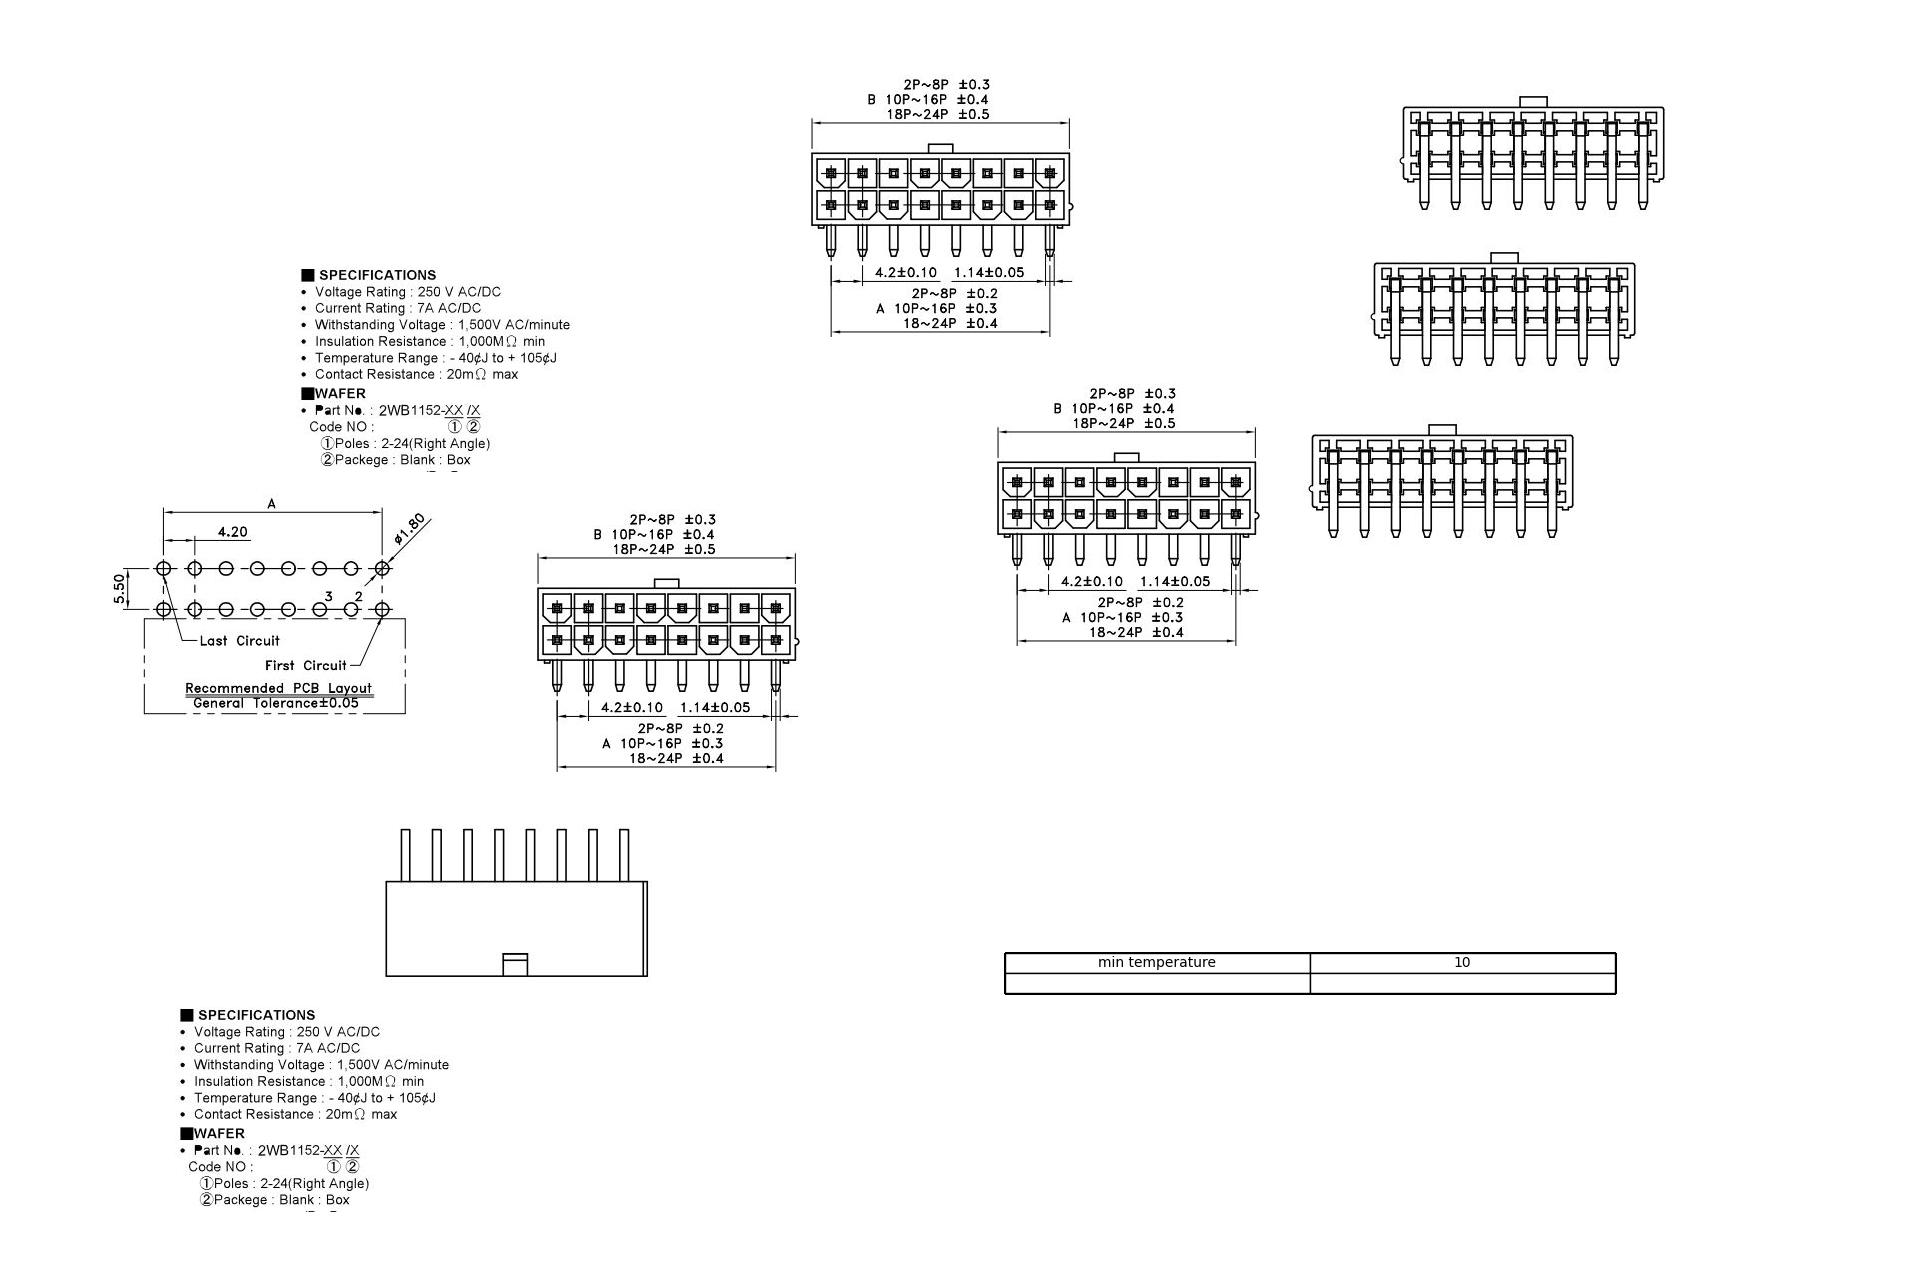 2P~8P ±0.3
B 10P~16P ±0.4
18P~24P ±0.5
4.2±0.10 1.14±0.05
2P~8P ±0.2
A 10P~16P ±0.3
18~24P ±0.4
■ SPECIFICATIONS
• Voltage Rating : 250 V AC/DC
• Current Rating : 7A AC/DC
• Withstanding Voltage : 1,500V AC/minute
• Insulation Resistance : 1,000MΩ min
• Temperature Range : - 40¢J to + 105¢J
• Contact Resistance : 20mΩ max
■WAFER
• Part No. : 2WB1152-XX /X
Code NO : ① ②
①Poles : 2-24(Right Angle)
②Packege : Blank : Box
2P~8P ±0.3
B 10P~16P ±0.4
18P~24P ±0.5
4.2±0.10 1.14±0.05
2P~8P ±0.2
A 10P~16P ±0.3
18~24P ±0.4
A
4.20
ø1.80
5.50
3 2
Last Circuit
First Circuit
Recommended PCB Layout
General Tolerance±0.05
2P~8P ±0.3
B 10P~16P ±0.4
18P~24P ±0.5
4.2±0.10 1.14±0.05
2P~8P ±0.2
A 10P~16P ±0.3
18~24P ±0.4
min temperature 10
■ SPECIFICATIONS
• Voltage Rating : 250 V AC/DC
• Current Rating : 7A AC/DC
• Withstanding Voltage : 1,500V AC/minute
• Insulation Resistance : 1,000MΩ min
• Temperature Range : - 40¢J to + 105¢J
• Contact Resistance : 20mΩ max
■WAFER
• Part No. : 2WB1152-XX /X
Code NO : ① ②
①Poles : 2-24(Right Angle)
②Packege : Blank : Box